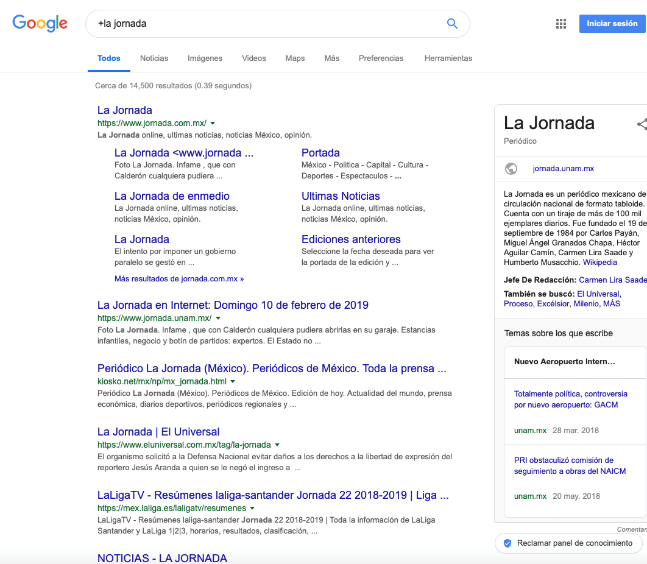 Google
+la jornada
Iniciar sesión
Todos Noticias Imágenes Videos Maps Más Preferencias Herramientas
Cerca de 14,500 resultados (0.39 segundos)
La Jornada
https://www.jornada.com.mx/
La Jornada online, ultimas noticias, noticias México, opinión.
La Jornada <www.jornada ...
Foto La Jornada. Infame , que con
Calderón cualquiera pudiera ...
Portada
México - Politica - Capital - Cultura -
Deportes - Espectaculos - ...
La Jornada de enmedio
La Jornada online, ultimas noticias,
noticias México, opinión.
Ultimas Noticias
La Jornada online, ultimas noticias,
noticias México, opinión.
La Jornada
El intento por imponer un gobierno
paralelo se gestó en ...
Ediciones anteriores
Seleccione la fecha deseada para ver
la portada de la edición y ...
Más resultados de jornada.com.mx »
La Jornada en Internet: Domingo 10 de febrero de 2019
https://www.jornada.unam.mx/
Foto La Jornada. Infame , que con Calderón cualquiera pudiera abrirlas en su garaje. Estancias
infantiles, negocio y botín de partidos: expertos. El Estado no ...
Periódico La Jornada (México). Periódicos de México. Toda la prensa ...
kiosko.net/mx/np/mx_jornada.html
Periódico La Jornada (México). Periódicos de México. Edición de hoy. Actualidad del mundo, prensa
económica, diarios deportivos, periódicos regionales y ...
La Jornada | El Universal
https://www.eluniversal.com.mx/tag/la-jornada
El organismo solicitó a la Defensa Nacional evitar daños a los derechos a la libertad de expresión del
reportero Jesús Aranda a quien se le negó el ingreso a ...
LaLigaTV - Resúmenes laliga-santander Jornada 22 2018-2019 | Liga ...
https://mex.laliga.es/laligatv/resumenes
LaLigaTV - Resúmenes laliga-santander Jornada 22 2018-2019 | Toda la información de LaLiga
Santander y LaLiga 1|2|3, horarios, resultados, clasificación, ...
NOTICIAS - LA JORNADA
La Jornada
Periódico
jornada.unam.mx
La Jornada es un periódico mexicano de
circulación nacional de formato tabloide.
Cuenta con un tiraje de más de 100 mil
ejemplares diarios. Fue fundado el 19 de
septiembre de 1984 por Carlos Payán,
Miguel Ángel Granados Chapa, Héctor
Aguilar Camín, Carmen Lira Saade y
Humberto Musacchio. Wikipedia
Jefe De Redacción: Carmen Lira Saade
También se buscó: El Universal,
Proceso, Excélsior, Milenio, MÁS
Temas sobre los que escribe
Nuevo Aeropuerto Intern...
Totalmente política, controversia
por nuevo aeropuerto: GACM
unam.mx 28 mar. 2018
PRI obstaculizó comisión de
seguimiento a obras del NAICM
unam.mx 20 may. 2018
Comentar
Reclamar panel de conocimiento